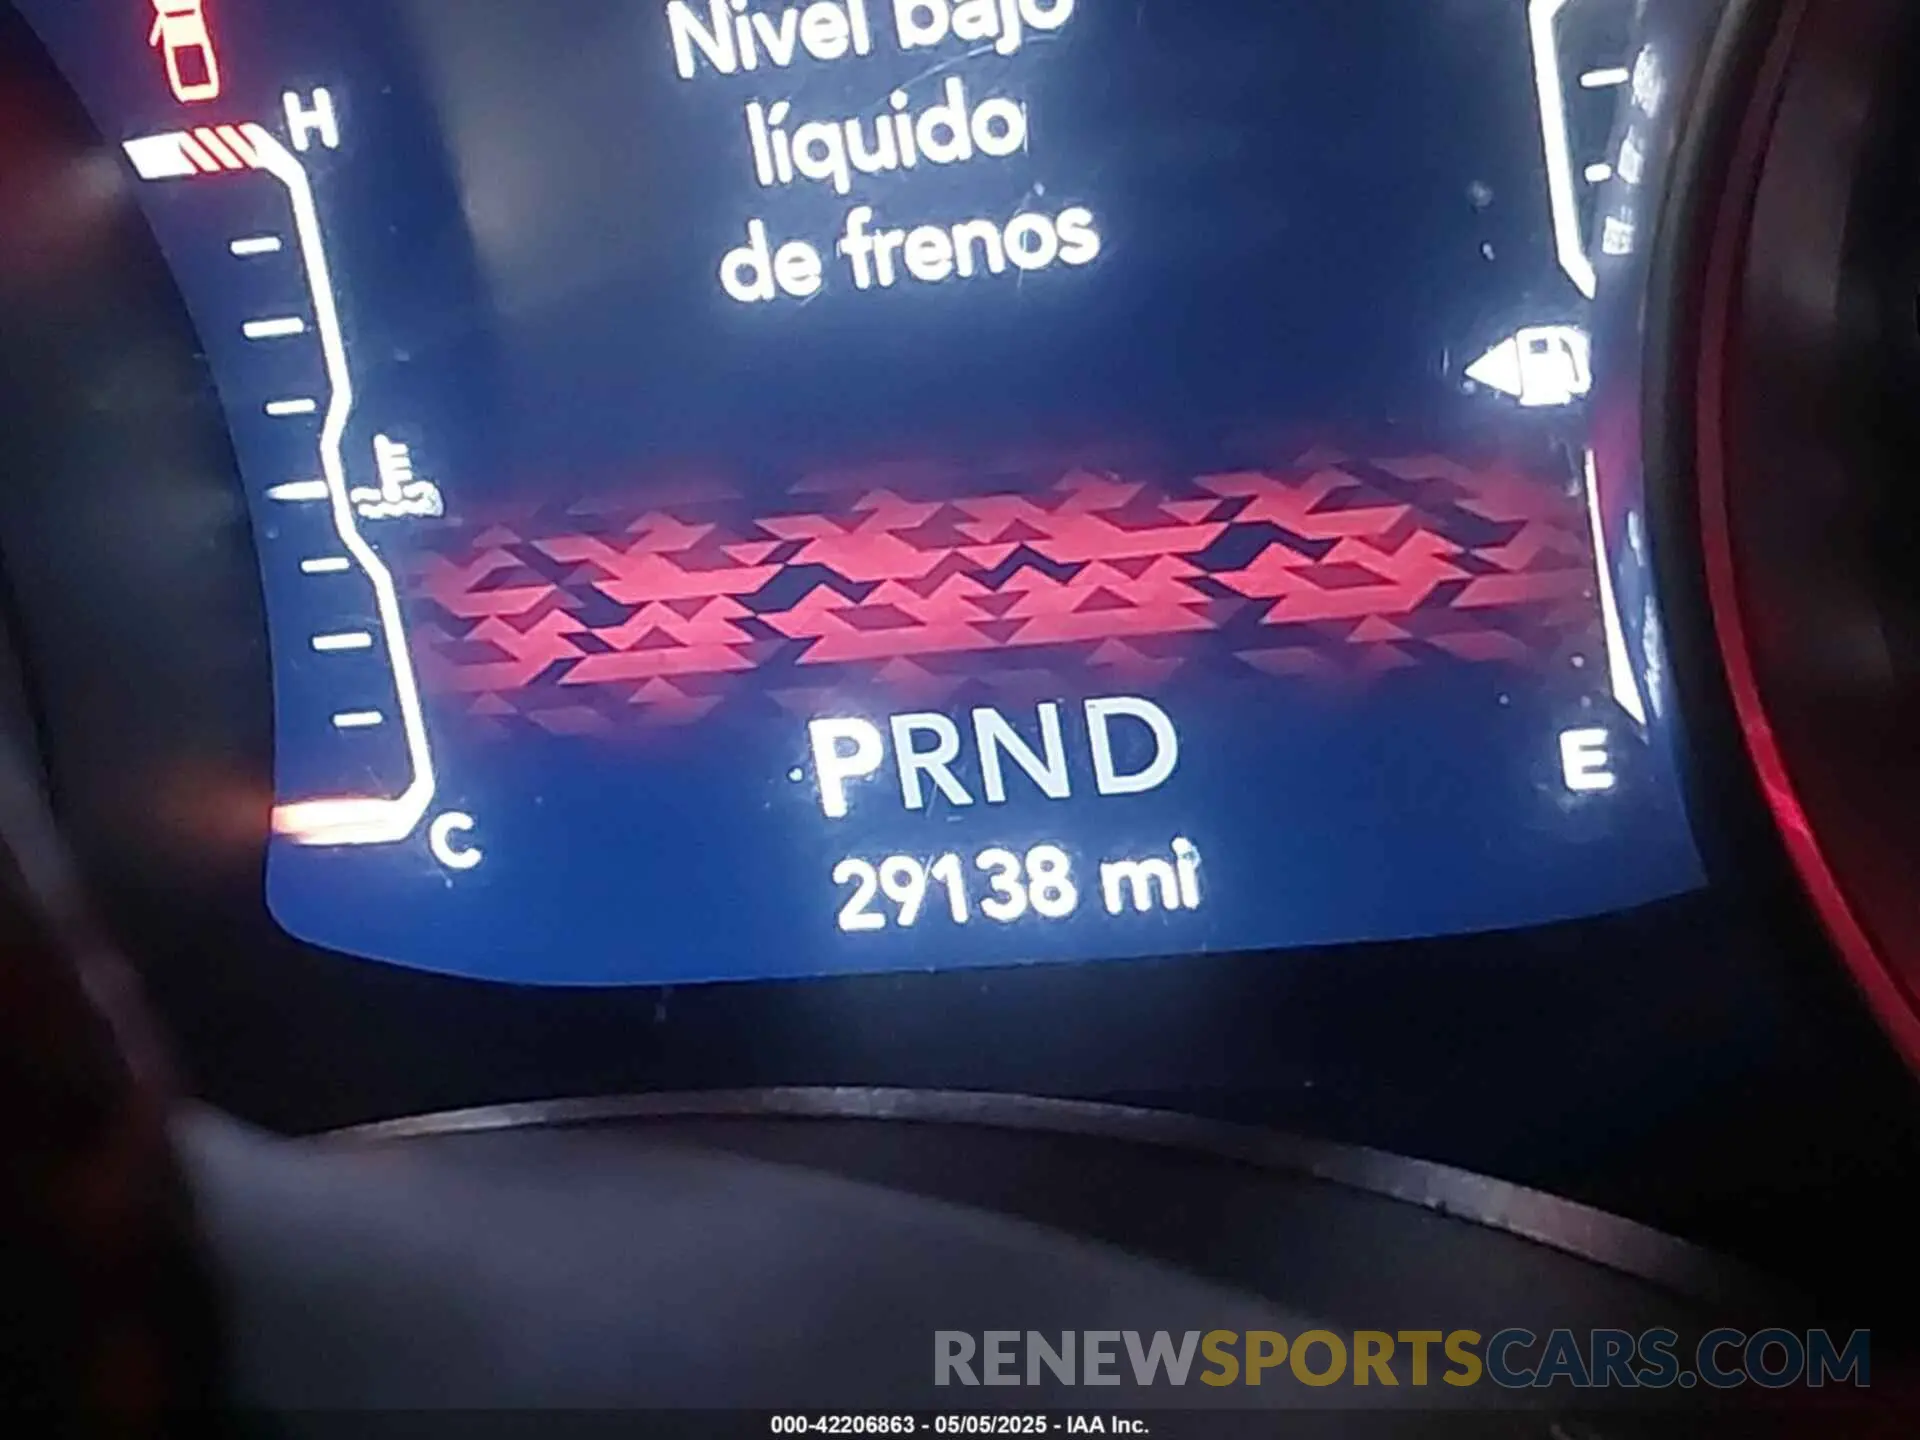 Nivel bajo
líquido
de frenos
H
PRND
E
C
29138 mi
RENEWSPORTSCARS.COM
000-42206863 - 05/05/2025 - IAA Inc.